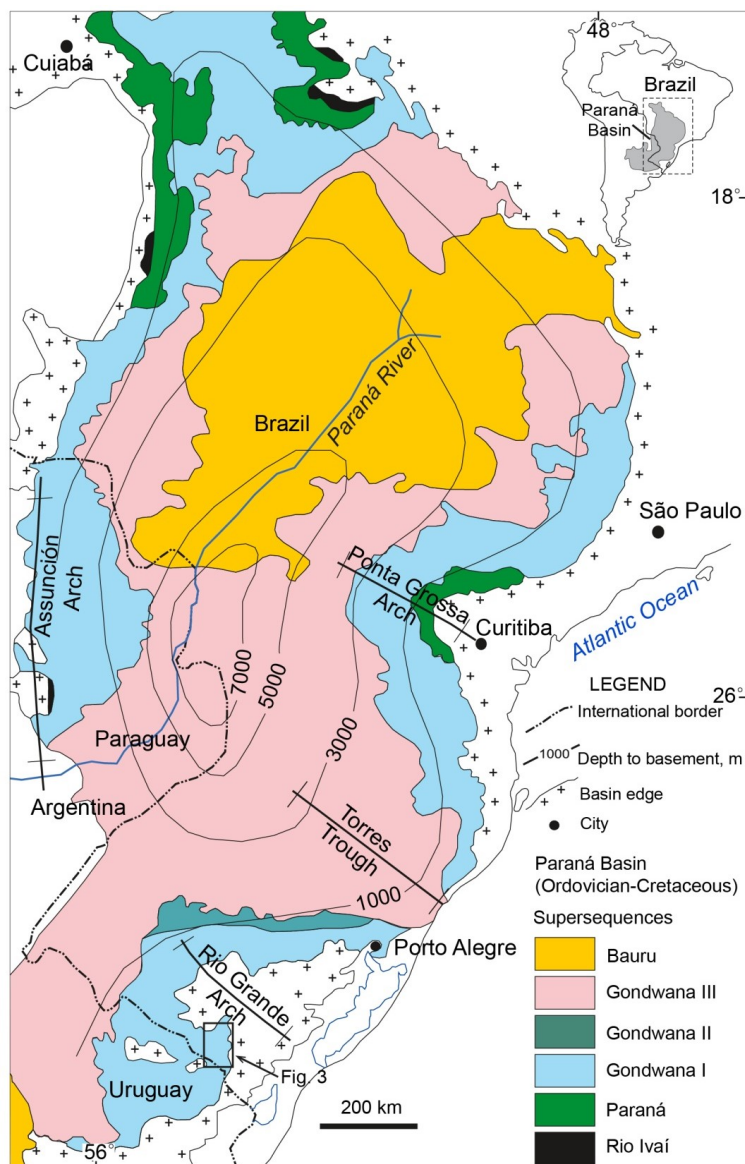 48°
Cuiabá
Brazil
Paraná
Basin
18°
Paraná River
Brazil
São Paulo
Assunción
Arch
Ponta Grossa
Arch
Curitiba
Atlantic Ocean
7000
5000
3000
LEGEND
26°
International border
Paraguay
1000 Depth to basement, m
Basin edge
Argentina
City
Torres
Trough
1000
Paraná Basin
(Ordovician-Cretaceous)
Supersequences
Porto Alegre
Bauru
Rio Grande
Arch
Gondwana III
Gondwana II
Fig. 3
Uruguay
Gondwana I
200 km
Paraná
56°
Rio Ivaí